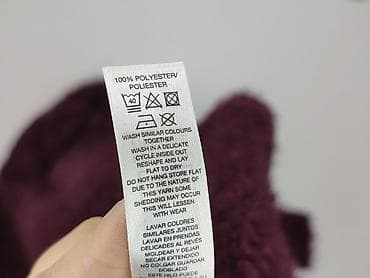 100% POLYESTER/
POLIESTER
40
WASH SIMILAR COLOURS
TOGETHER
WASH IN A DELICATE
CYCLE INSIDE OUT
RESHAPE AND LAY
FLAT TO DRY
DO NOT HANG STORE FLAT
DUE TO THE NATURE OF
THIS YARN SOME
SHEDDING MAY OCCUR
THIS WILL LESSEN
WITH WEAR
LAVAR COLORES
SIMILARES JUNTOS
LAVAR EN PRENDAS
DELICADAS AL REVÉS
MOLDEAR Y DEJAR
SECAR EXTENDIDO
NO COLGAR GUARDAR
DOBLADO